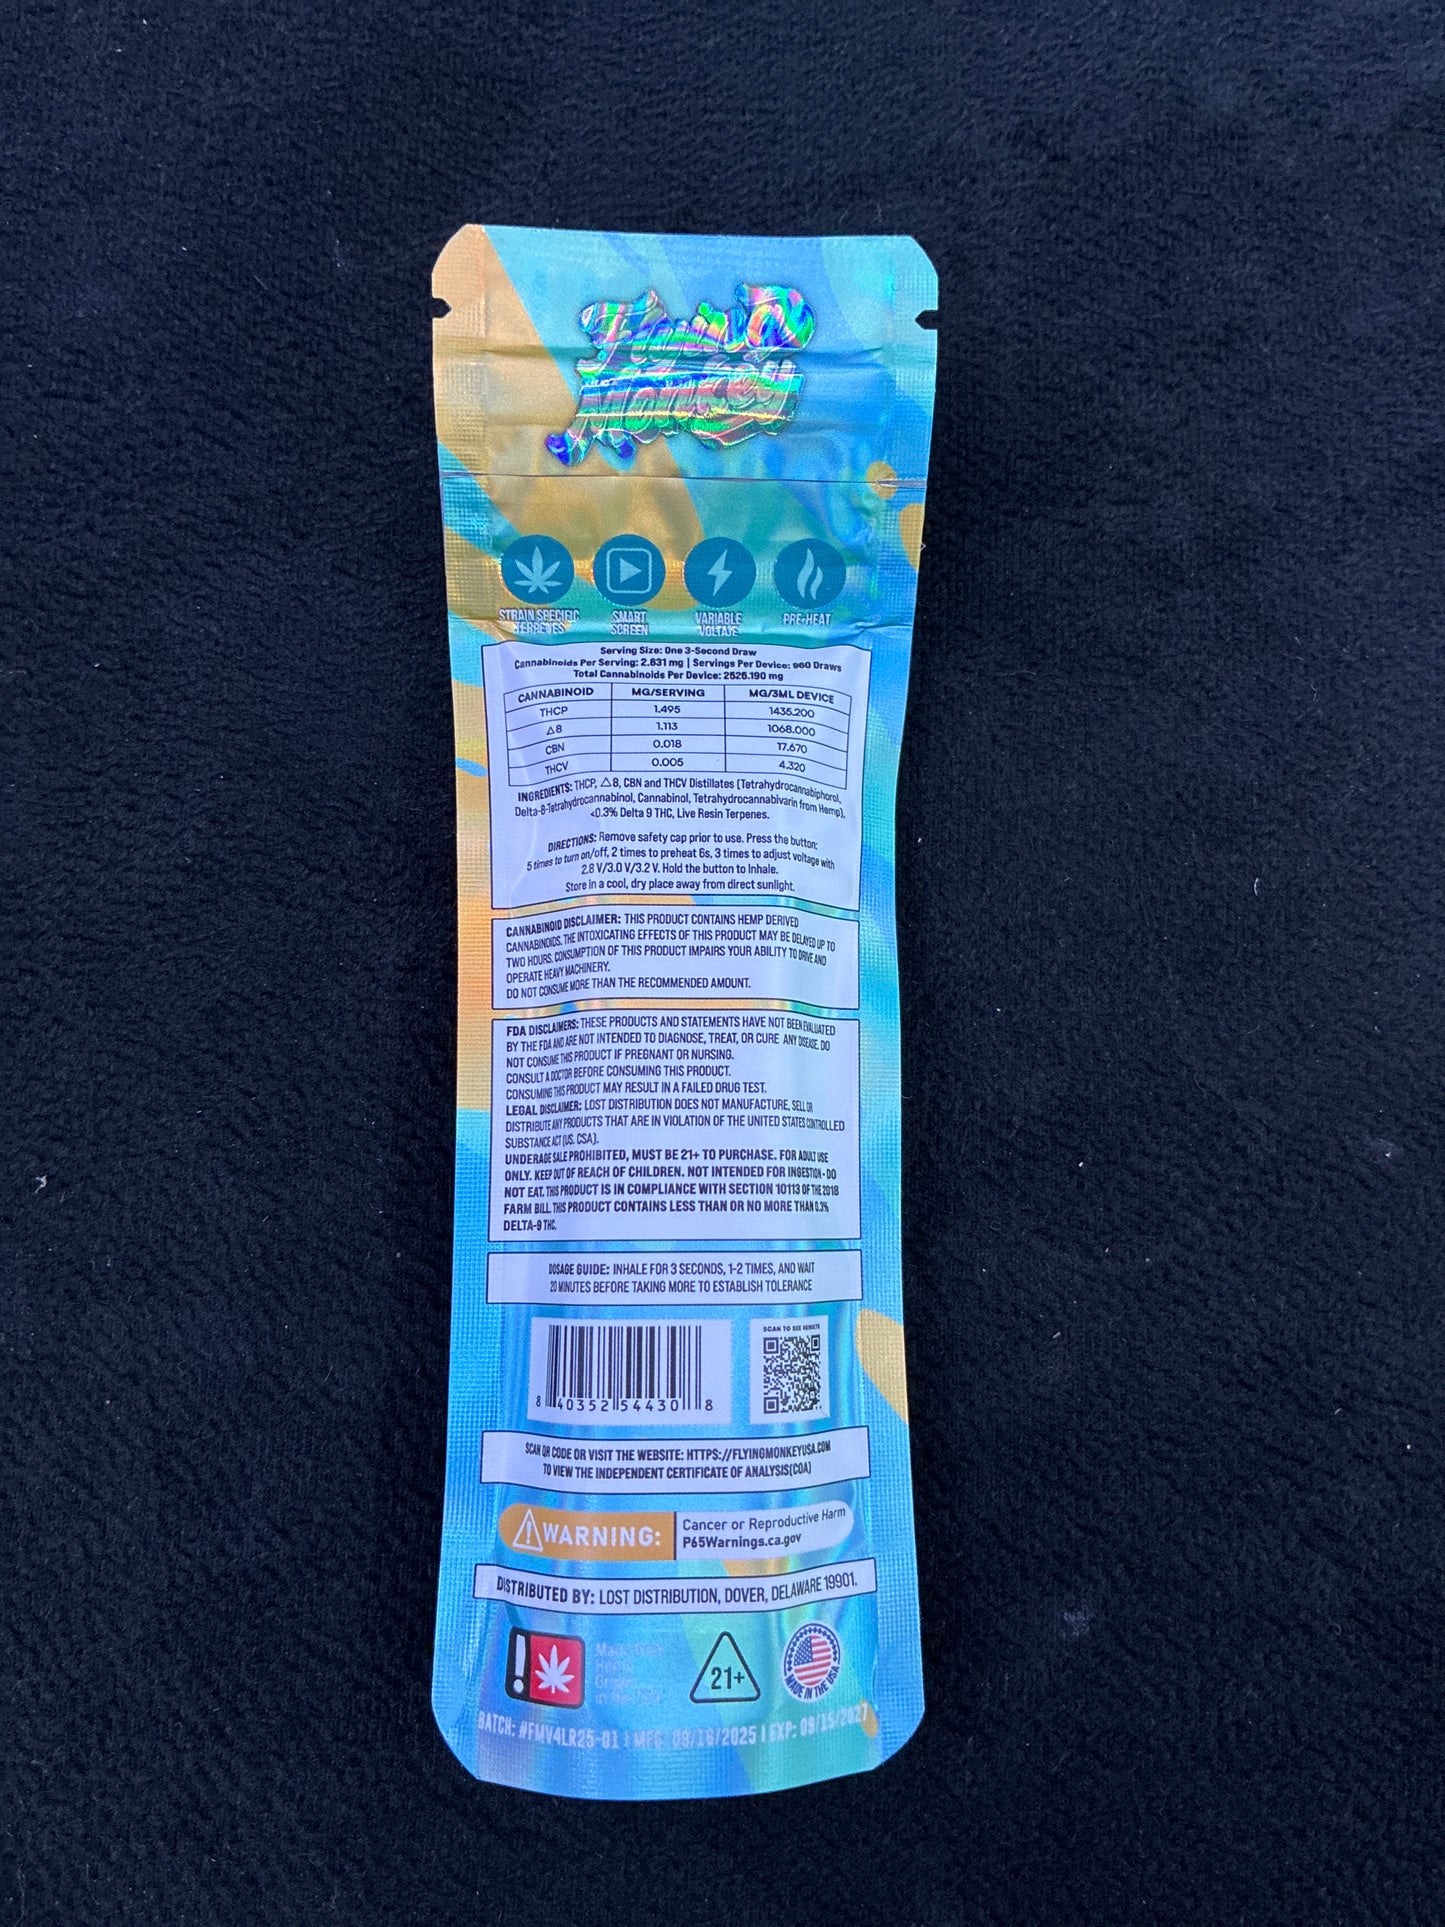 Flying
Monkey
STRAIN SPECIFIC
TERPENES
SMART
SCREEN
VARIABLE
VOLTAJE
PRE-HEAT
Serving Size: One 3-Second Draw
Cannabinoids Per Serving: 2.631 mg | Servings Per Device: 960 Draws
Total Cannabinoids Per Device: 2525.190 mg
CANNABINOID MG/SERVING MG/3ML DEVICE
THCP 1.495 1435.200
△8 1.113 1068.000
CBN 0.018 17.670
THCV 0.005 4.320
INGREDIENTS: THCP, △8, CBN and THCV Distillates (Tetrahydrocannabiphorol,
Delta-8-Tetrahydrocannabinol, Cannabinol, Tetrahydrocannabivarin from Hemp),
<0.3% Delta 9 THC, Live Resin Terpenes.
DIRECTIONS: Remove safety cap prior to use. Press the button:
5 times to turn on/off, 2 times to preheat 6s, 3 times to adjust voltage with
2.8 V/3.0 V/3.2 V. Hold the button to Inhale.
Store in a cool, dry place away from direct sunlight.
CANNABINOID DISCLAIMER: THIS PRODUCT CONTAINS HEMP DERIVED
CANNABINOIDS. THE INTOXICATING EFFECTS OF THIS PRODUCT MAY BE DELAYED UP TO
TWO HOURS. CONSUMPTION OF THIS PRODUCT IMPAIRS YOUR ABILITY TO DRIVE AND
OPERATE HEAVY MACHINERY.
DO NOT CONSUME MORE THAN THE RECOMMENDED AMOUNT.
FDA DISCLAIMERS: THESE PRODUCTS AND STATEMENTS HAVE NOT BEEN EVALUATED
BY THE FDA AND ARE NOT INTENDED TO DIAGNOSE, TREAT, OR CURE ANY DISEASE. DO
NOT CONSUME THIS PRODUCT IF PREGNANT OR NURSING.
CONSULT A DOCTOR BEFORE CONSUMING THIS PRODUCT.
CONSUMING THIS PRODUCT MAY RESULT IN A FAILED DRUG TEST.
LEGAL DISCLAIMER: LOST DISTRIBUTION DOES NOT MANUFACTURE, SELL OR
DISTRIBUTE ANY PRODUCTS THAT ARE IN VIOLATION OF THE UNITED STATES CONTROLLED
SUBSTANCE ACT (US. CSA).
UNDERAGE SALE PROHIBITED, MUST BE 21+ TO PURCHASE. FOR ADULT USE
ONLY. KEEP OUT OF REACH OF CHILDREN. NOT INTENDED FOR INGESTION - DO
NOT EAT. THIS PRODUCT IS IN COMPLIANCE WITH SECTION 10113 OF THE 2018
FARM BILL. THIS PRODUCT CONTAINS LESS THAN OR NO MORE THAN 0.3%
DELTA-9 THC.
DOSAGE GUIDE: INHALE FOR 3 SECONDS, 1-2 TIMES, AND WAIT
20 MINUTES BEFORE TAKING MORE TO ESTABLISH TOLERANCE
SCAN TO SEE RESULTS
8 40352 54430 8
SCAN QR CODE OR VISIT THE WEBSITE: HTTPS://FLYINGMONKEYUSA.COM
TO VIEW THE INDEPENDENT CERTIFICATE OF ANALYSIS(COA)
WARNING: Cancer or Reproductive Harm
P65Warnings.ca.gov
DISTRIBUTED BY: LOST DISTRIBUTION, DOVER, DELAWARE 19901.
21+
MADE IN THE USA
BATCH: #FMV4LR25-01 | MFG: 09/16/2025 | EXP: 09/15/2027